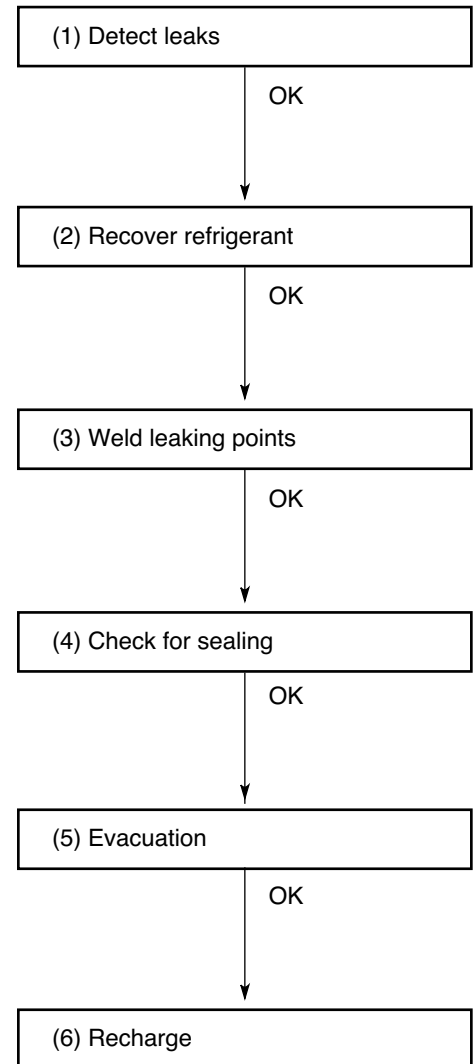 (1) Detect leaks
OK
(2) Recover refrigerant
OK
(3) Weld leaking points
OK
(4) Check for sealing
OK
(5) Evacuation
OK
(6) Recharge